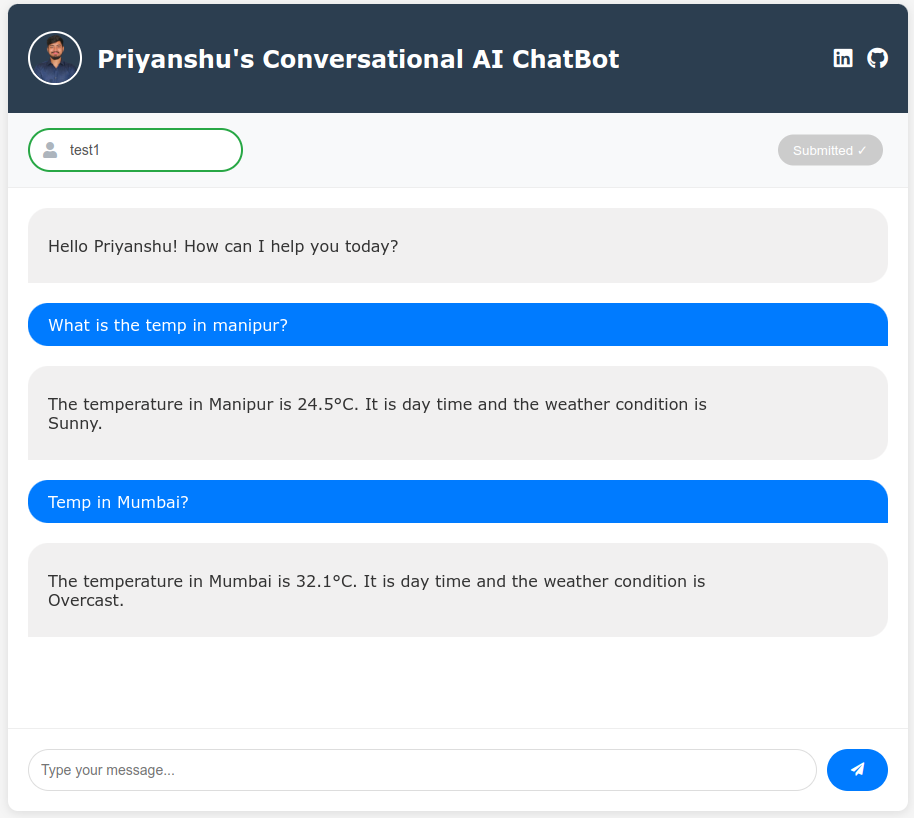 Priyanshu's Conversational AI ChatBot
in
test1
Submitted ✓
Hello Priyanshu! How can I help you today?
What is the temp in manipur?
The temperature in Manipur is 24.5°C. It is day time and the weather condition is
Sunny.
Temp in Mumbai?
The temperature in Mumbai is 32.1°C. It is day time and the weather condition is
Overcast.
Type your message...